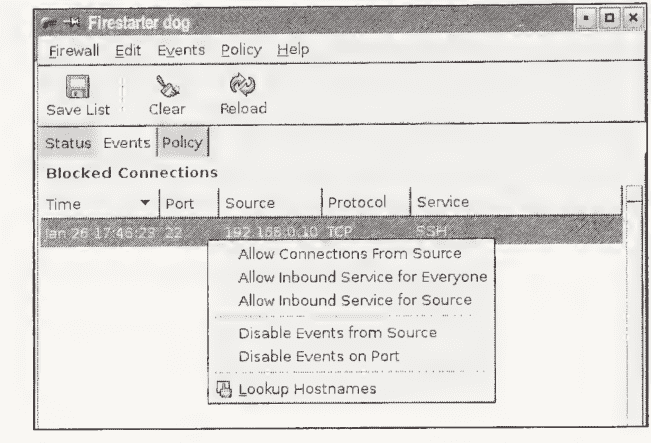 Firestarter dog
Firewall Edit Events Policy Help
Save List Clear Reload
Status Events Policy
Blocked Connections
Time Port Source Protocol Service
Jan 26 17:46:23 22 192.168.0.10 TCP SSH
Allow Connections From Source
Allow Inbound Service for Everyone
Allow Inbound Service for Source
Disable Events from Source
Disable Events on Port
Lookup Hostnames